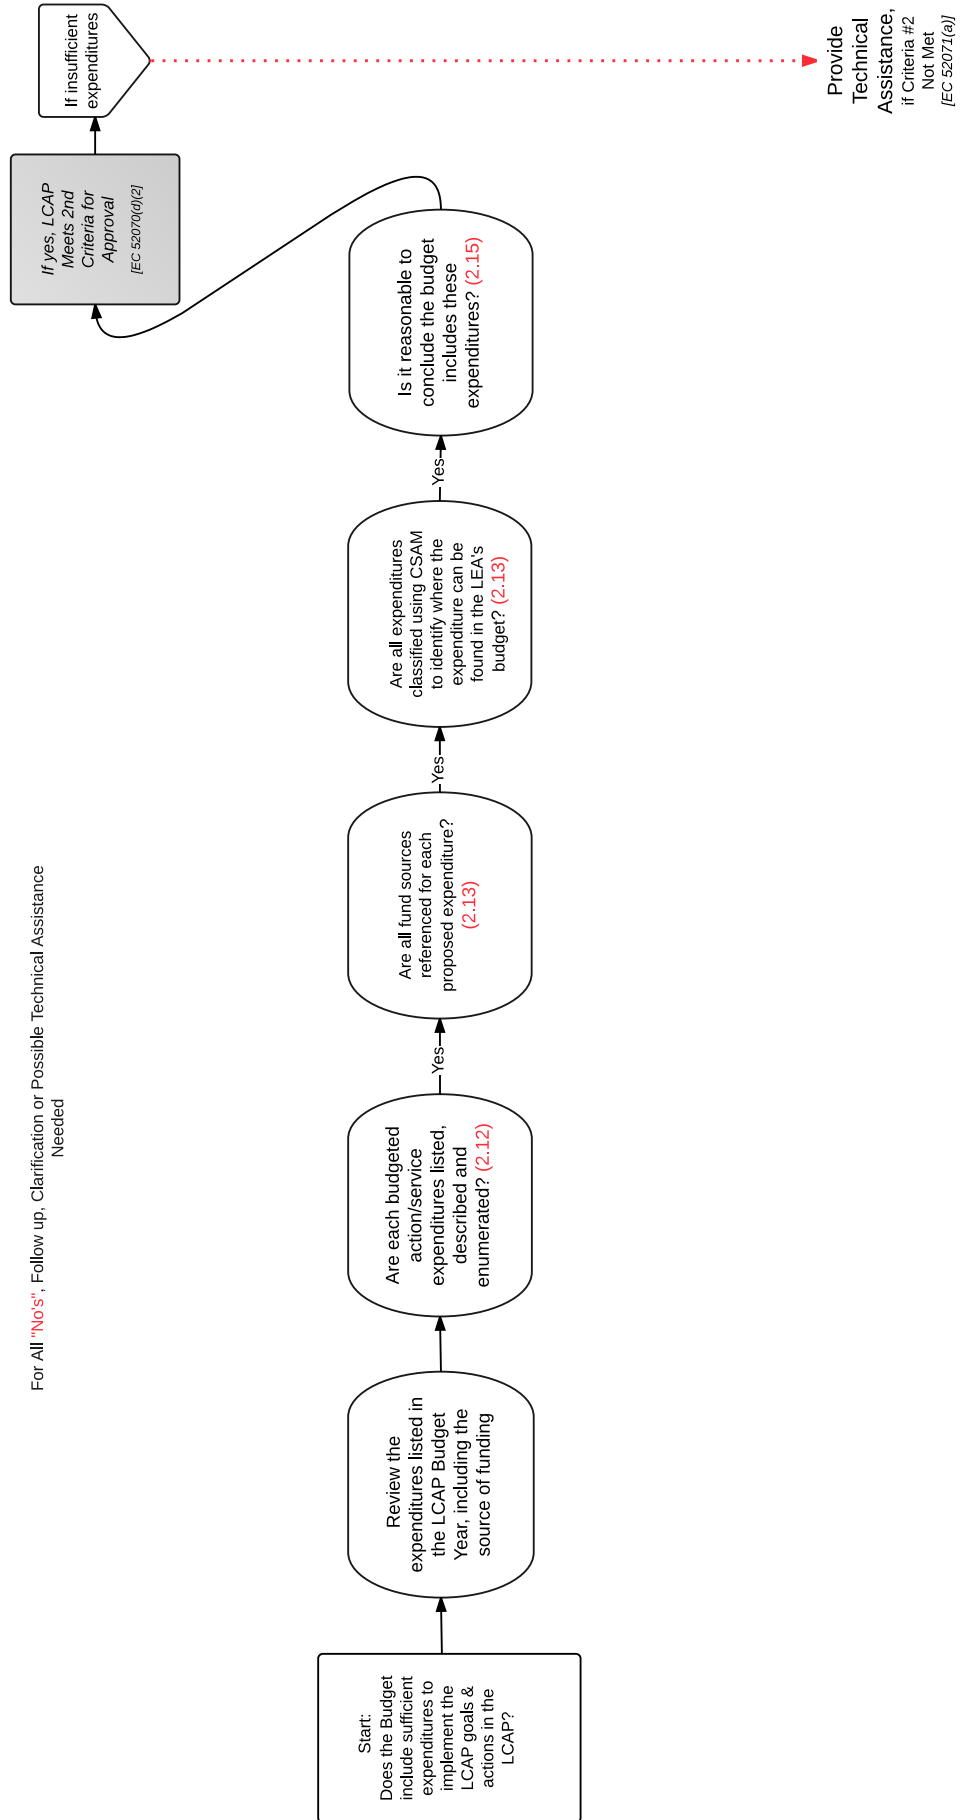 For All "No's", Follow up, Clarification or Possible Technical Assistance
Needed
Start:
Does the Budget
include sufficient
expenditures to
implement the
LCAP goals &
actions in the
LCAP?
Review the
expenditures listed in
the LCAP Budget
Year, including the
source of funding
Are each budgeted
action/service
expenditures listed,
described and
enumerated? (2.12)
Yes
Are all fund sources
referenced for each
proposed expenditure?
(2.13)
Yes
Are all expenditures
classified using CSAM
to identify where the
expenditure can be
found in the LEA's
budget? (2.13)
Yes
Is it reasonable to
conclude the budget
includes these
expenditures? (2.15)
If yes, LCAP
Meets 2nd
Criteria for
Approval
[EC 52070(d)(2]
If insufficient
expenditures
Provide
Technical
Assistance,
if Criteria #2
Not Met
[EC 52071(a)]